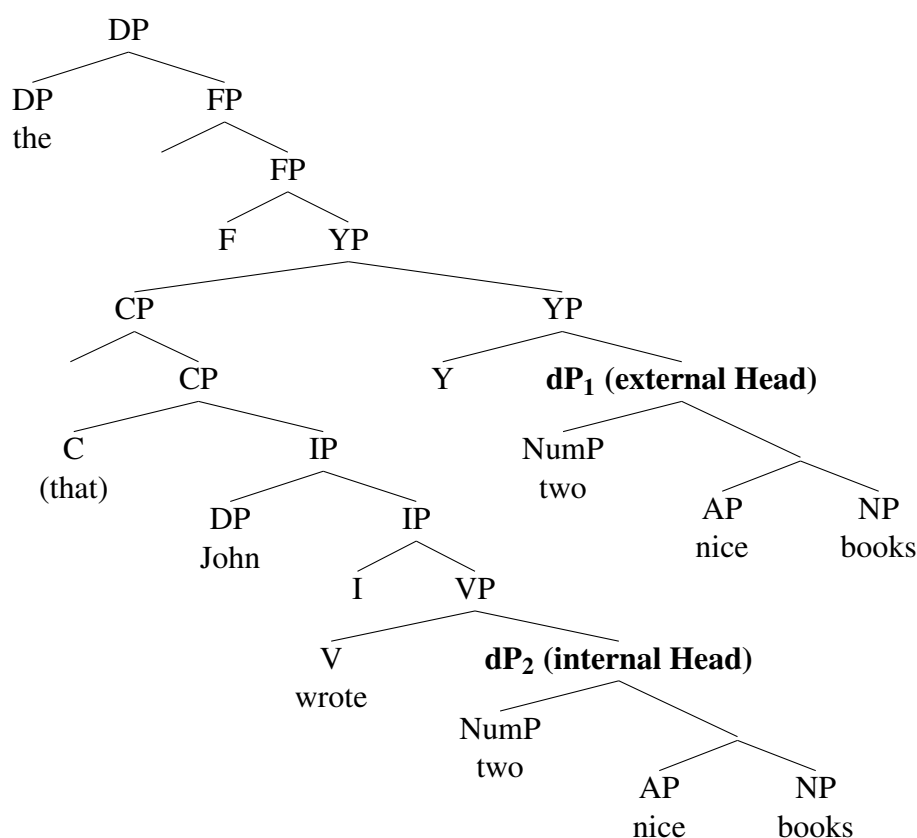 DP
DP FP
the
FP
F YP
CP YP
CP Y dP₁ (external Head)
C IP NumP
(that) two
DP IP AP NP
John nice books
I VP
V dP₂ (internal Head)
wrote
NumP
two
AP NP
nice books